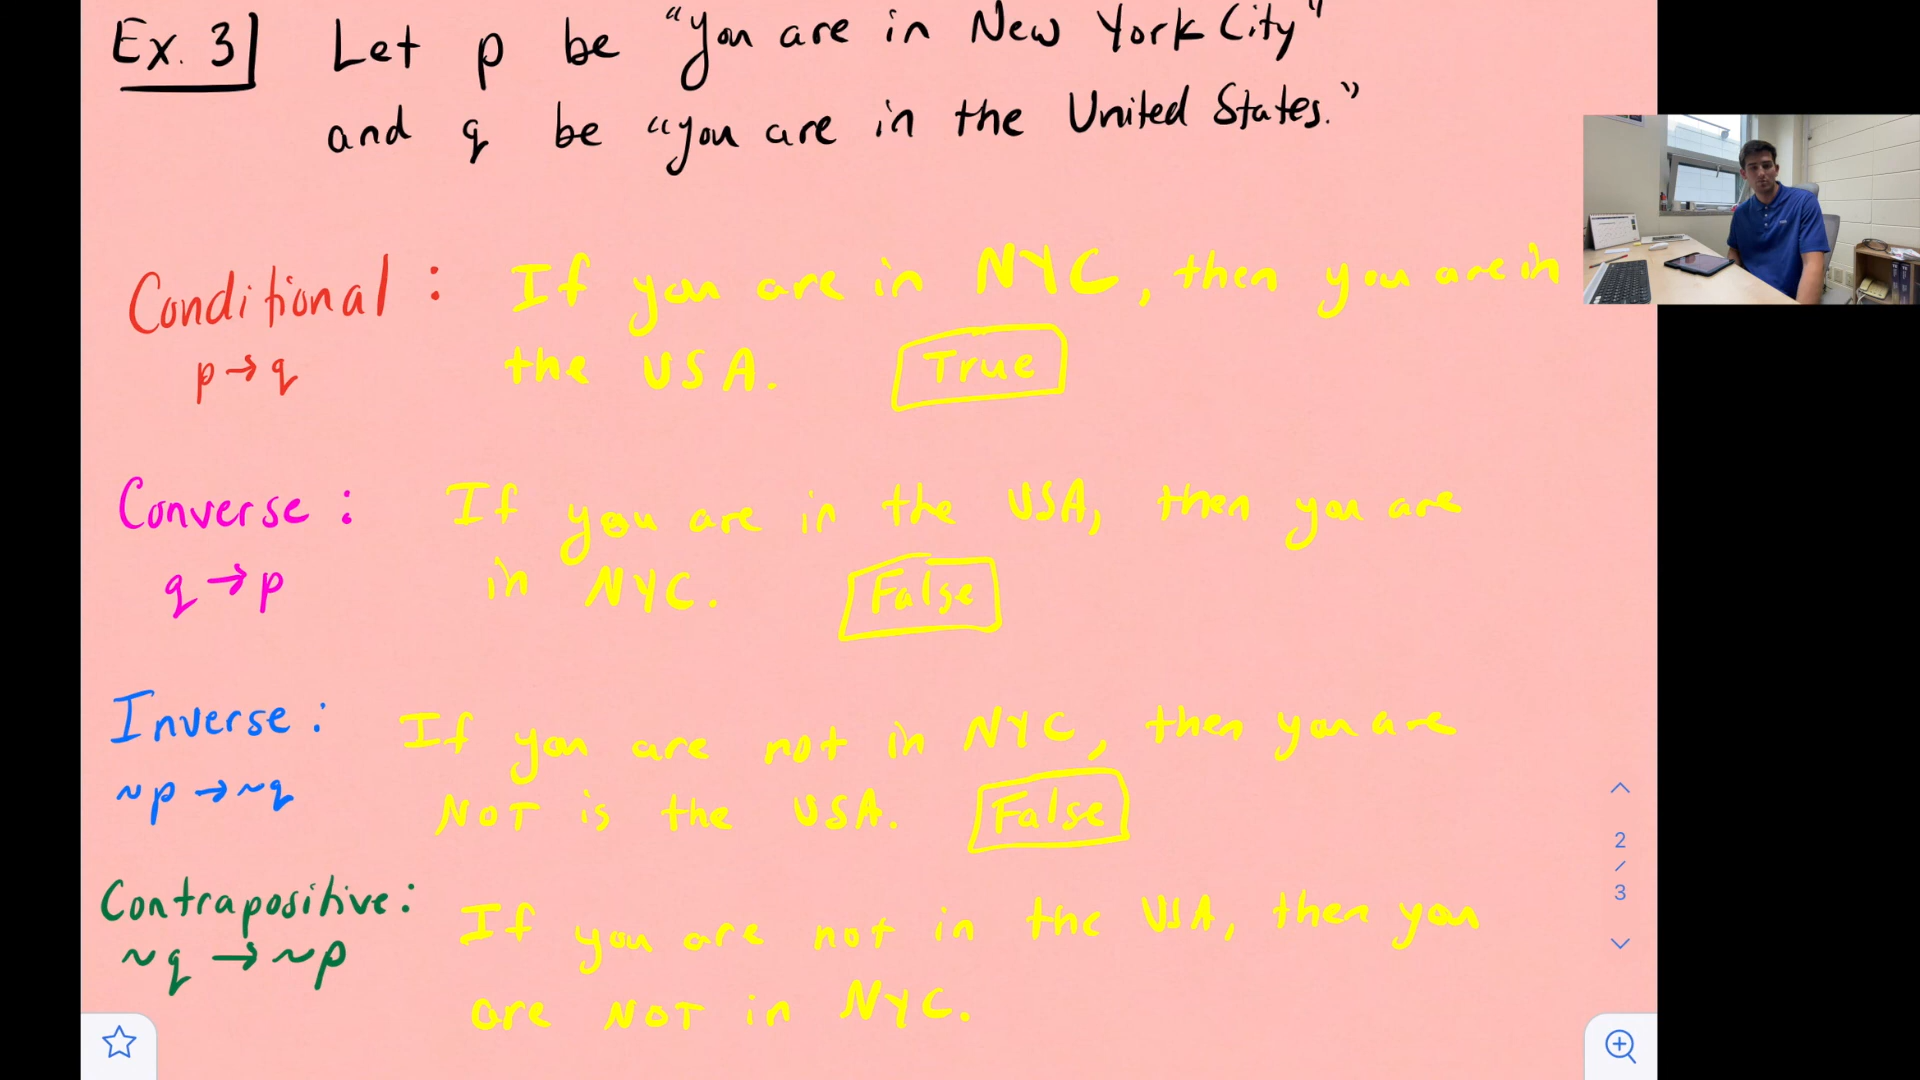 Ex. 3] Let p be "you are in New York City"
and q be "you are in the United States."
Conditional : If you are in NYC, then you are in
p → q the USA. True
Converse : If you are in the USA, then you are
q → p in NYC. False
Inverse : If you are not in NYC, then you are
~p → ~q NOT is the USA. False
Contrapositive : If you are not in the USA, then you
~q → ~p are NOT in NYC.
2
/
3